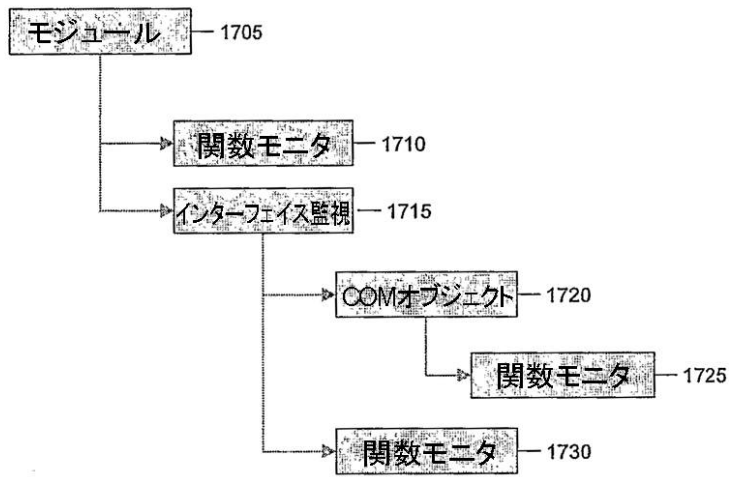 モジュール 1705
関数モニタ 1710
インターフェイス監視 1715
COMオブジェクト 1720
関数モニタ 1725
関数モニタ 1730